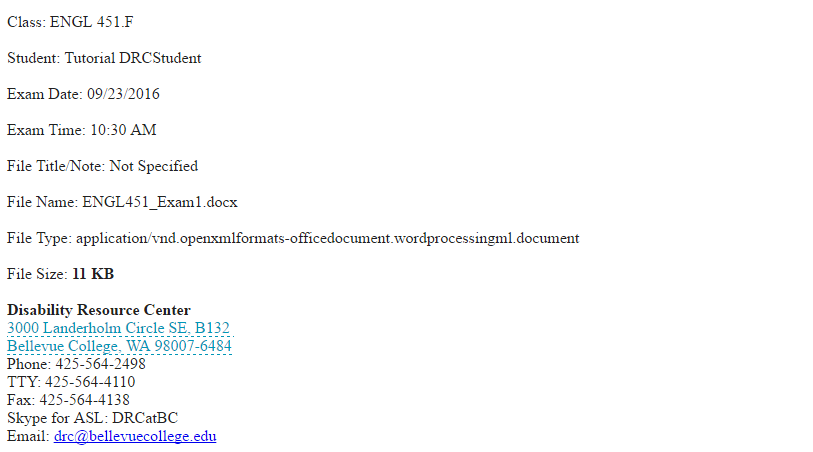 Class: ENGL 451.F
Student: Tutorial DRCStudent
Exam Date: 09/23/2016
Exam Time: 10:30 AM
File Title/Note: Not Specified
File Name: ENGL451_Exam1.docx
File Type: application/vnd.openxmlformats-officedocument.wordprocessingml.document
File Size: 11 KB
Disability Resource Center
3000 Landerholm Circle SE, B132
Bellevue College, WA 98007-6484
Phone: 425-564-2498
TTY: 425-564-4110
Fax: 425-564-4138
Skype for ASL: DRCatBC
Email: drc@bellevuecollege.edu